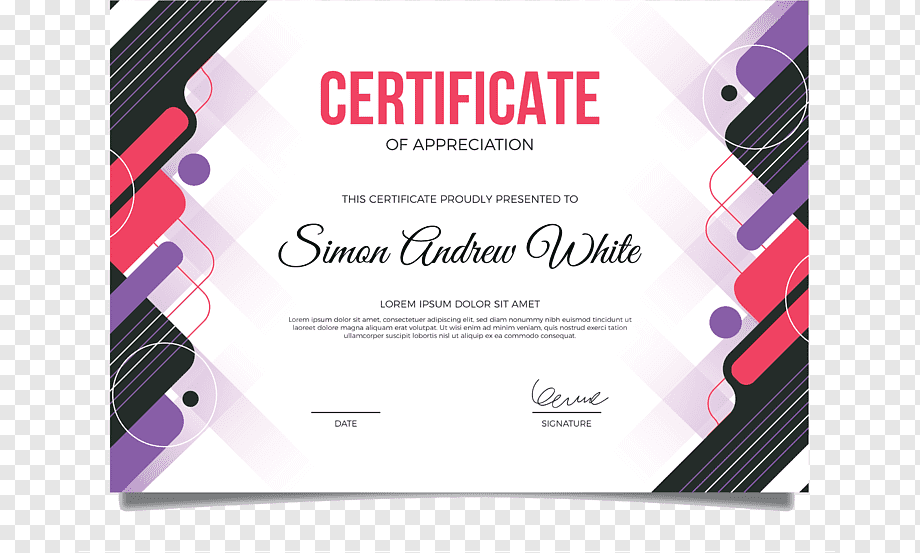 CERTIFICATE
OF APPRECIATION
THIS CERTIFICATE PROUDLY PRESENTED TO
Simon Andrew White
LOREM IPSUM DOLOR SIT AMET
Lorem ipsum dolor sit amet, consectetuer adipiscing elit, sed diam nonummy nibh euismod tincidunt ut
laoreet dolore magna aliquam erat volutpat. Ut wisi enim ad minim veniam, quis nostrud exerci tation
ullamcorper suscipit lobortis nisl ut aliquip ex ea commodo consequat.
DATE
SIGNATURE